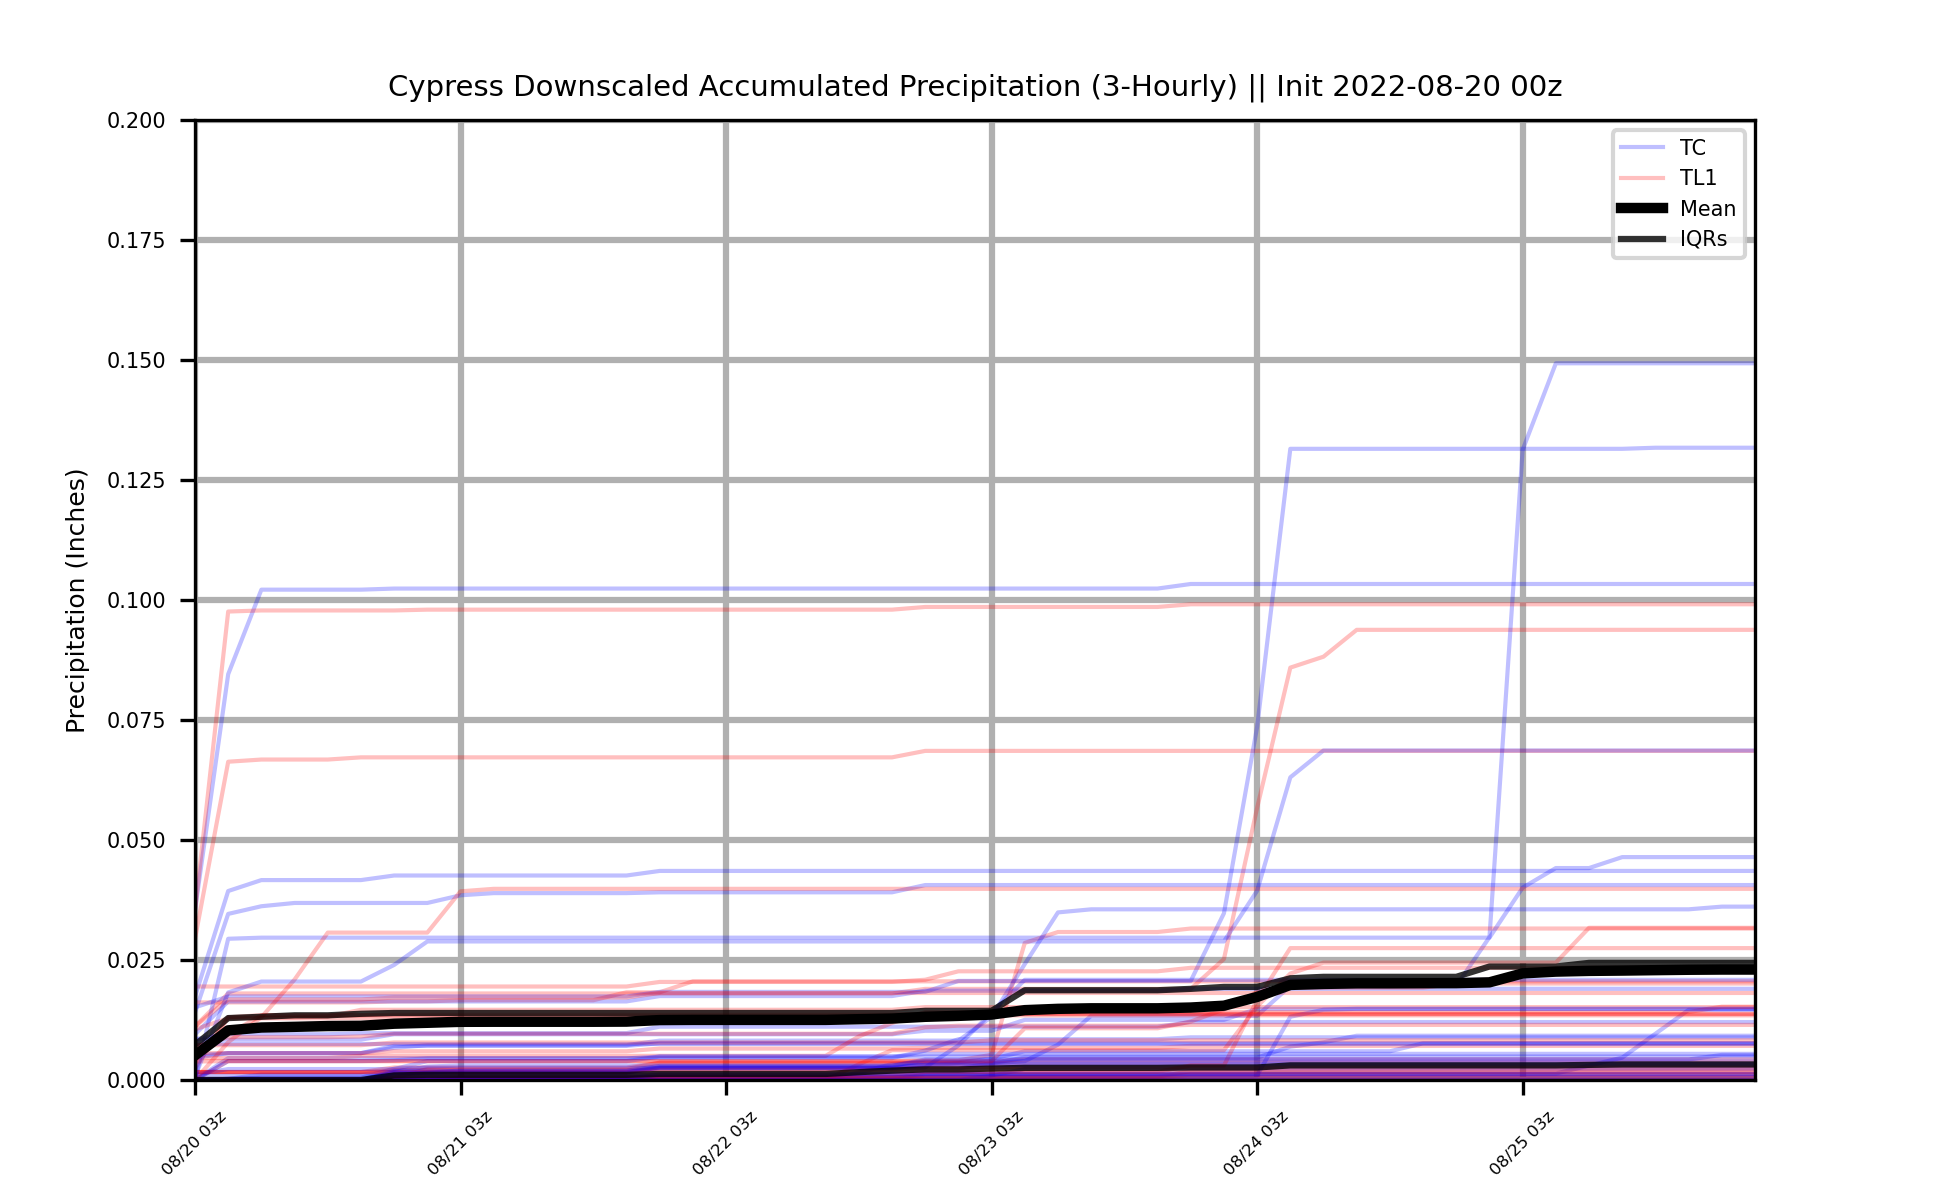 Cypress Downscaled Accumulated Precipitation (3-Hourly) || Init 2022-08-20 00z
0.200
0.175
0.150
0.125
0.100
0.075
0.050
0.025
0.000
Precipitation (Inches)
TC
TL1
Mean
IQRs
08/20 03z
08/21 03z
08/22 03z
08/23 03z
08/24 03z
08/25 03z